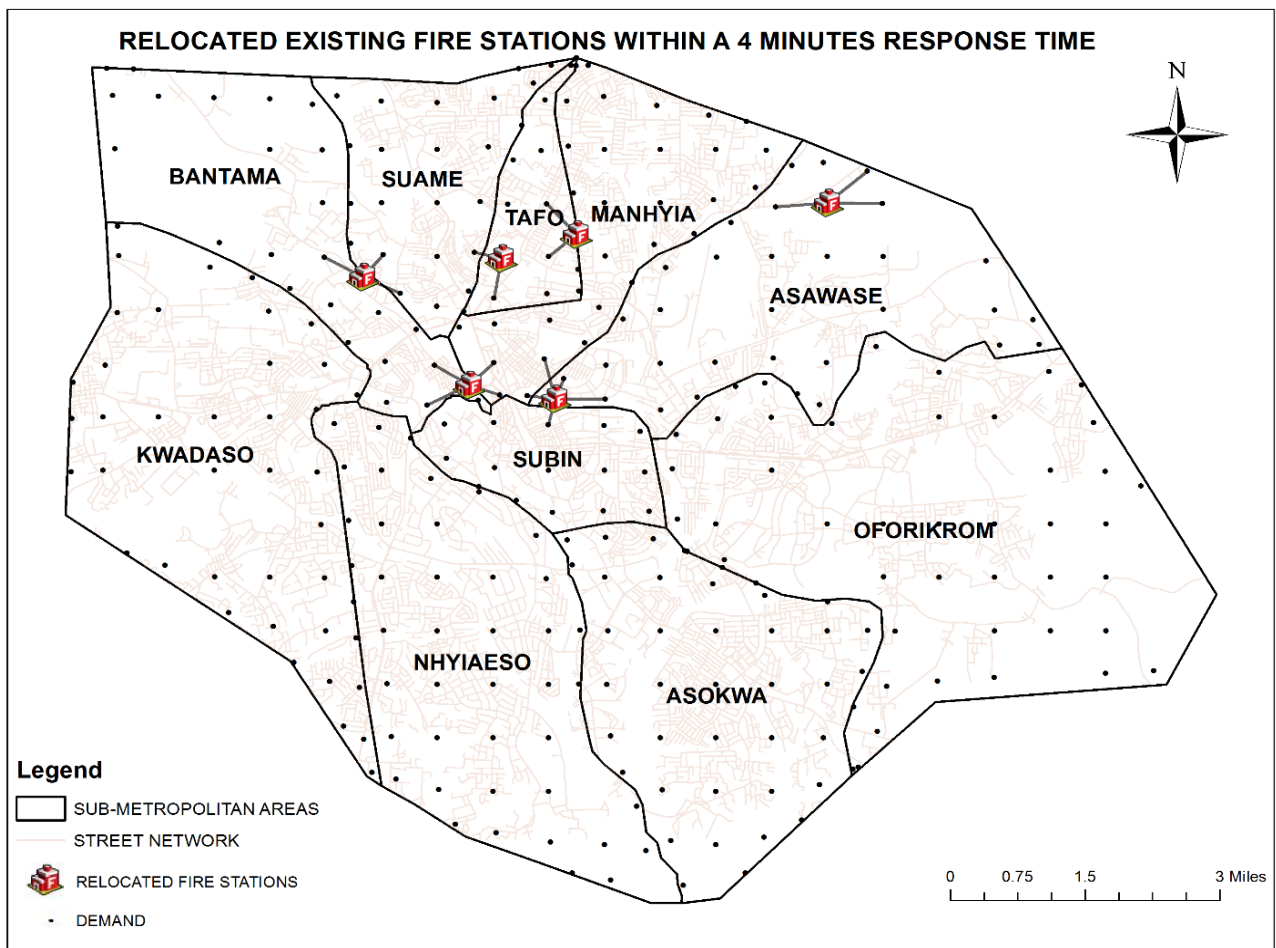 RELOCATED EXISTING FIRE STATIONS WITHIN A 4 MINUTES RESPONSE TIME
N
BANTAMA
SUAME
TAFO
MANHYIA
ASAWASE
KWADASO
SUBIN
OFORIKROM
NHYIAESO
ASOKWA
Legend
SUB-METROPOLITAN AREAS
STREET NETWORK
RELOCATED FIRE STATIONS
DEMAND
0 0.75 1.5 3 Miles
F
F
F
F
F
F
F